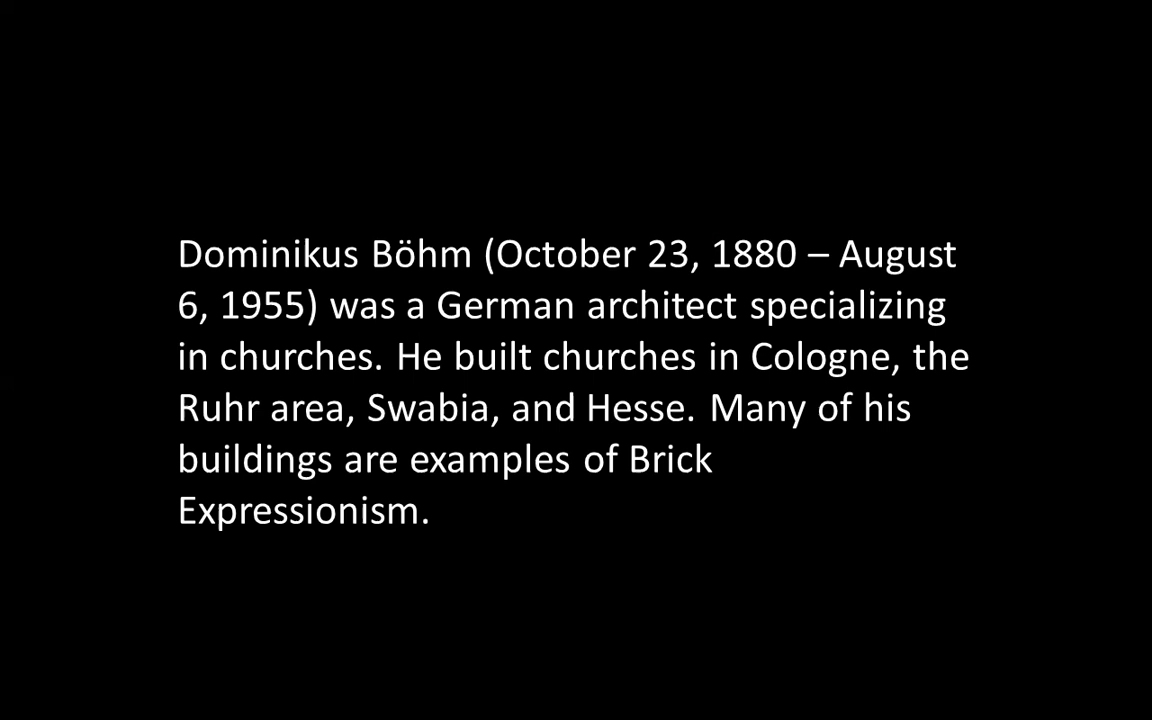 Dominikus Böhm (October 23, 1880 – August
6, 1955) was a German architect specializing
in churches. He built churches in Cologne, the
Ruhr area, Swabia, and Hesse. Many of his
buildings are examples of Brick
Expressionism.